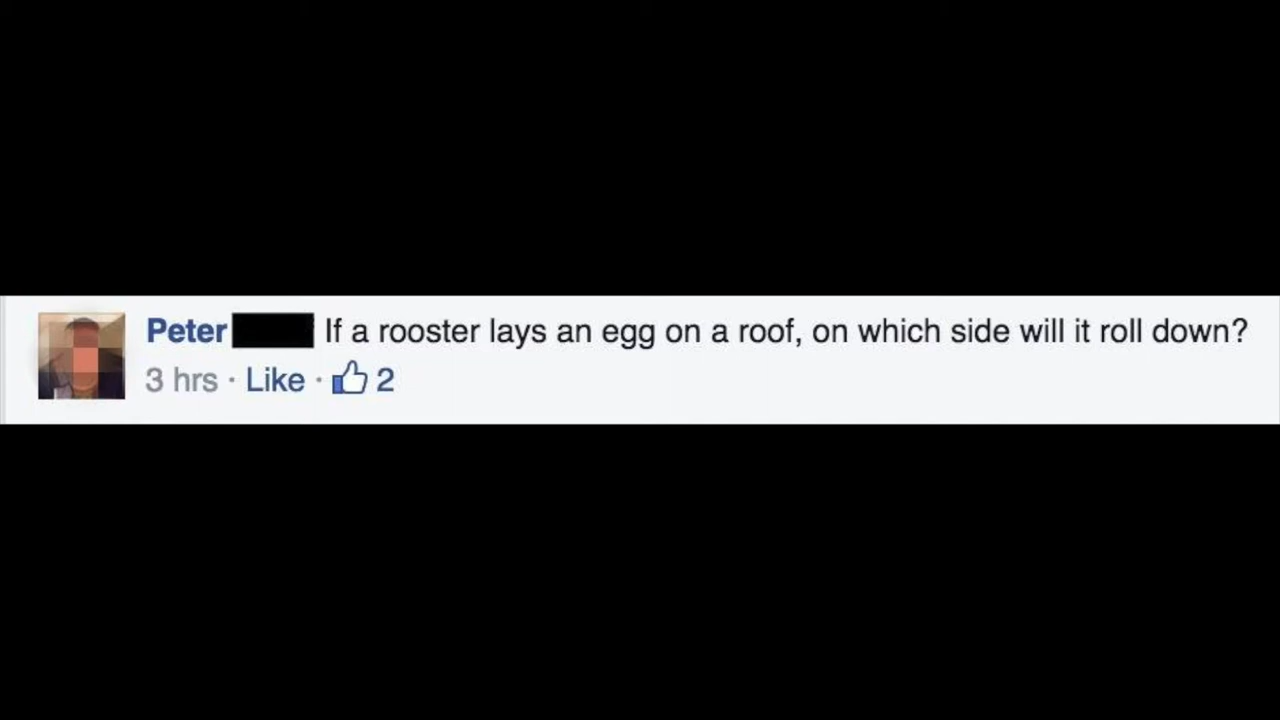 Peter If a rooster lays an egg on a roof, on which side will it roll down?
3 hrs · Like · 2